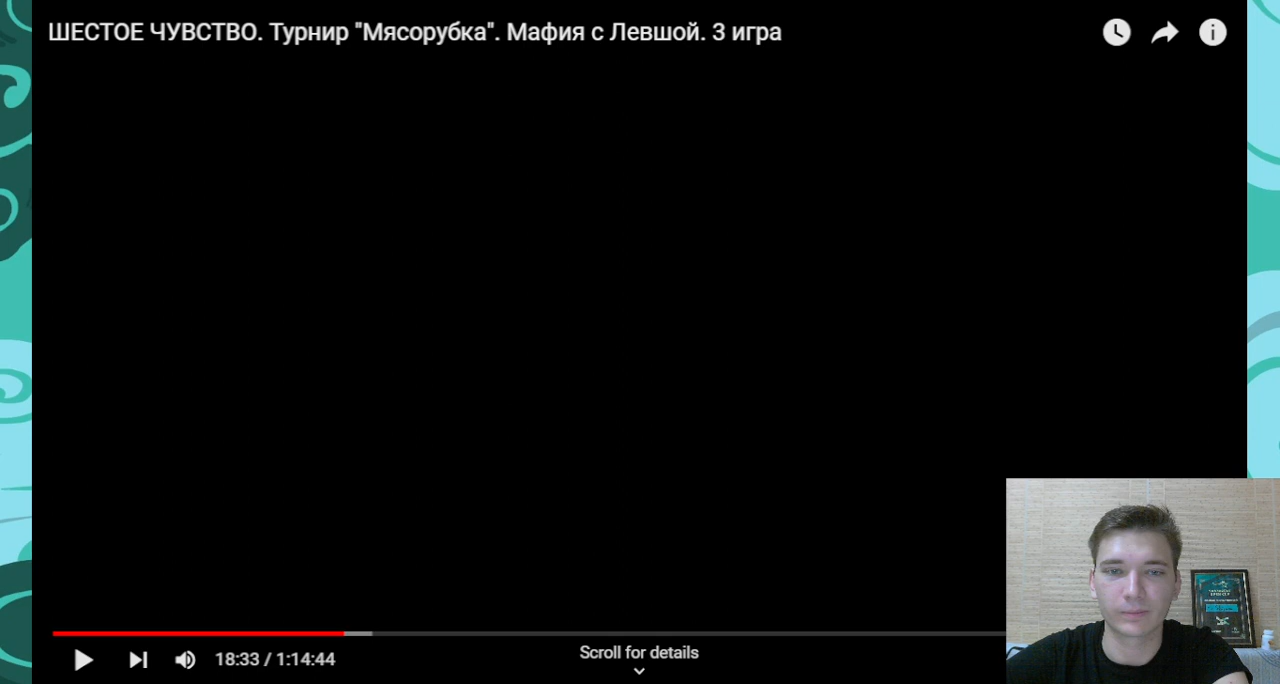 ШЕСТОЕ ЧУВСТВО. Турнир "Мясорубка". Мафия с Левшой. 3 игра
Scroll for details
18:33 / 1:14:44